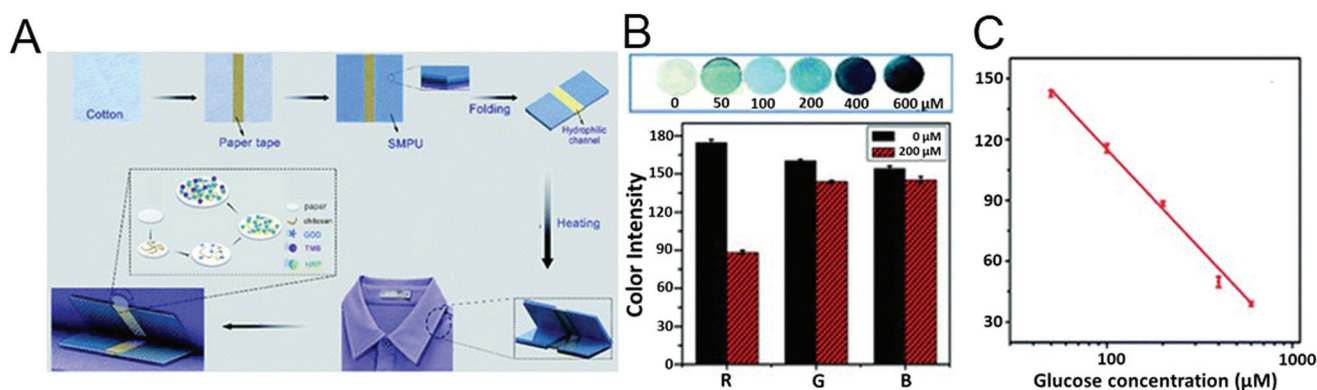 A
Cotton
Paper tape
SMPU
Folding
Hydrophilic
channel
Heating
paper
chitosan
GOD
TMB
HRP
B
0 50 100 200 400 600 µM
Color Intensity
180
150
120
90
60
30
0
0 µM
200 µM
R G B
C
150
120
90
60
30
100 1000
Glucose concentration (µM)